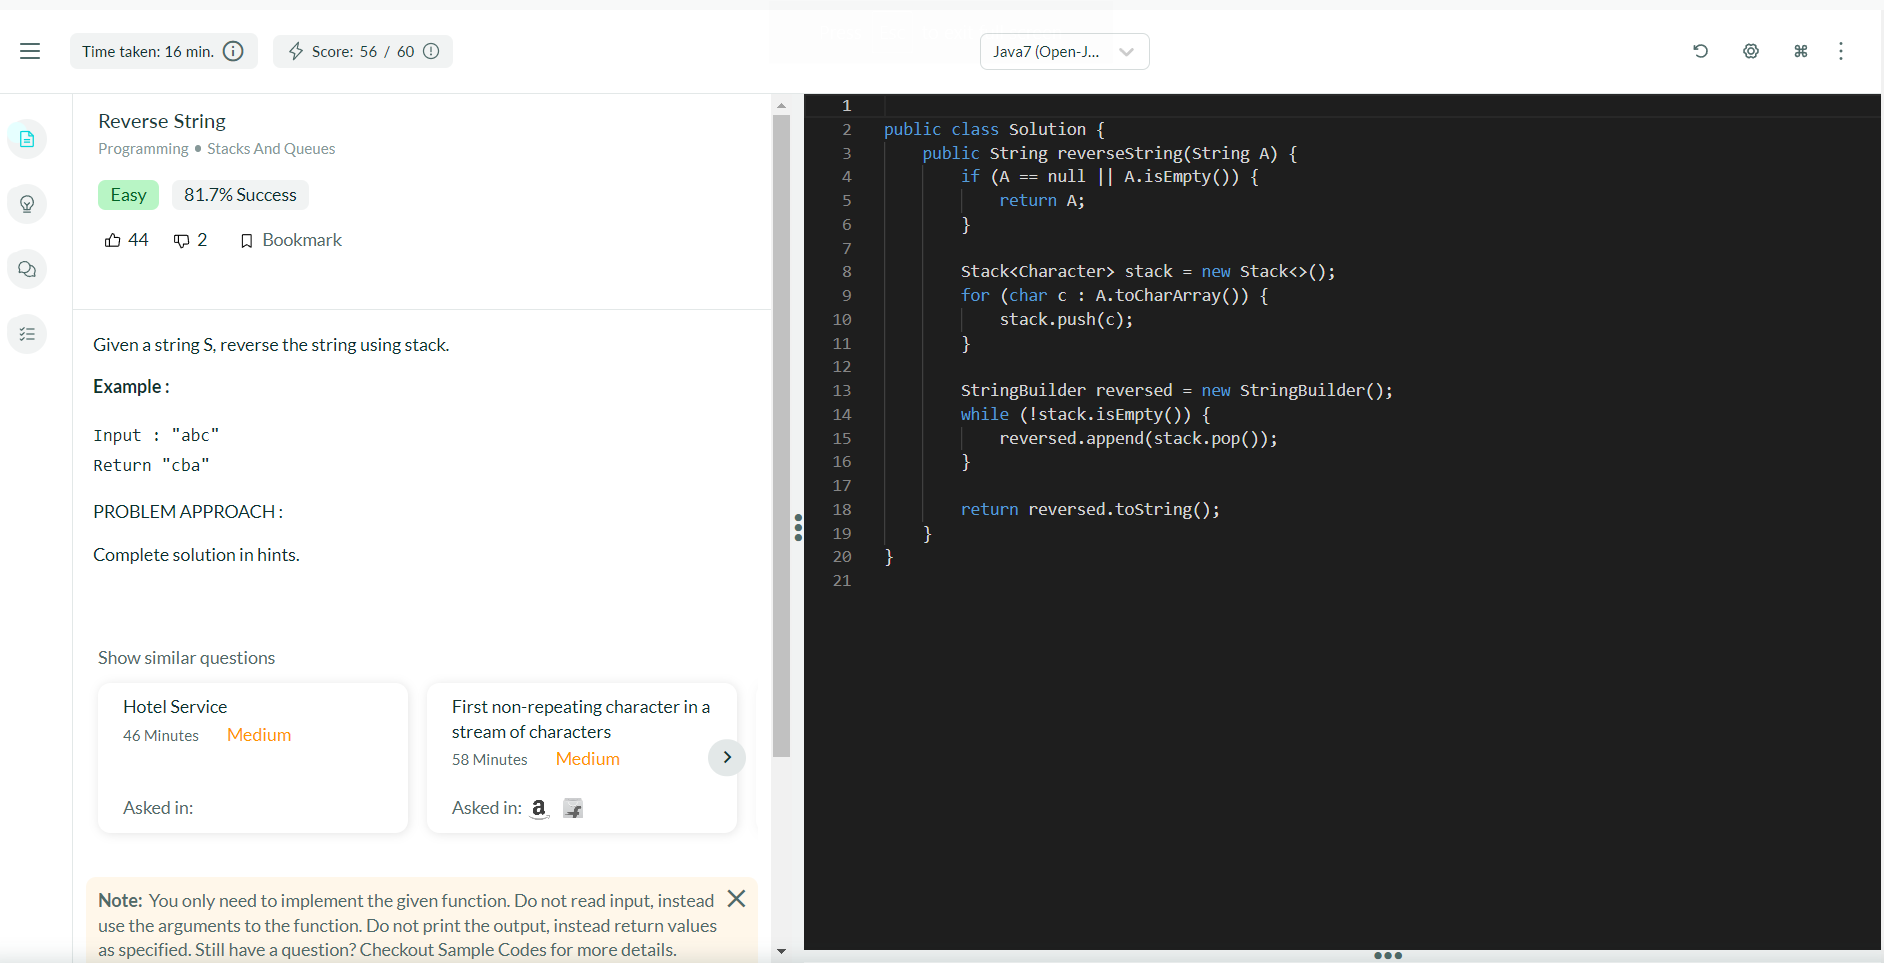 Time taken: 16 min.
Score: 56 / 60
Java7 (Open-J...
Reverse String
Programming • Stacks And Queues
Easy
81.7% Success
44
2
Bookmark
Given a string S, reverse the string using stack.
Example :
Input : "abc"
Return "cba"
PROBLEM APPROACH :
Complete solution in hints.
Show similar questions
Hotel Service
46 Minutes Medium
Asked in:
First non-repeating character in a
stream of characters
58 Minutes Medium
Asked in: a f
Note: You only need to implement the given function. Do not read input, instead
use the arguments to the function. Do not print the output, instead return values
as specified. Still have a question? Checkout Sample Codes for more details.
1
2 public class Solution {
3     public String reverseString(String A) {
4         if (A == null || A.isEmpty()) {
5             return A;
6         }
7
8         Stack<Character> stack = new Stack<>();
9         for (char c : A.toCharArray()) {
10             stack.push(c);
11         }
12
13         StringBuilder reversed = new StringBuilder();
14         while (!stack.isEmpty()) {
15             reversed.append(stack.pop());
16         }
17
18         return reversed.toString();
19     }
20 }
21